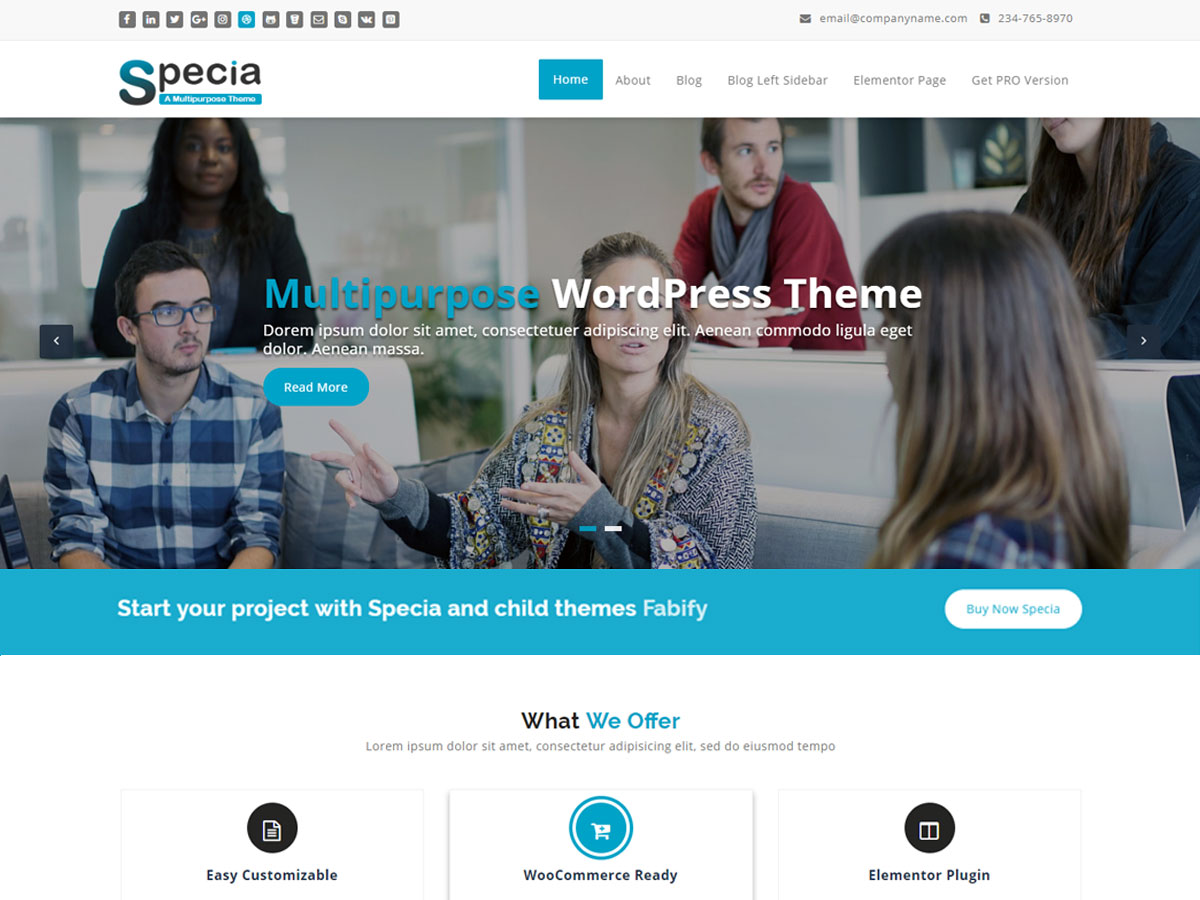 email@companyname.com 234-765-8970
Specia
A Multipurpose Theme
Home About Blog Blog Left Sidebar Elementor Page Get PRO Version
Multipurpose WordPress Theme
Dorem ipsum dolor sit amet, consectetuer adipiscing elit. Aenean commodo ligula eget
dolor. Aenean massa.
Read More
Start your project with Specia and child themes Fabify
Buy Now Specia
What We Offer
Lorem ipsum dolor sit amet, consectetur adipisicing elit, sed do eiusmod tempo
Easy Customizable
WooCommerce Ready
Elementor Plugin